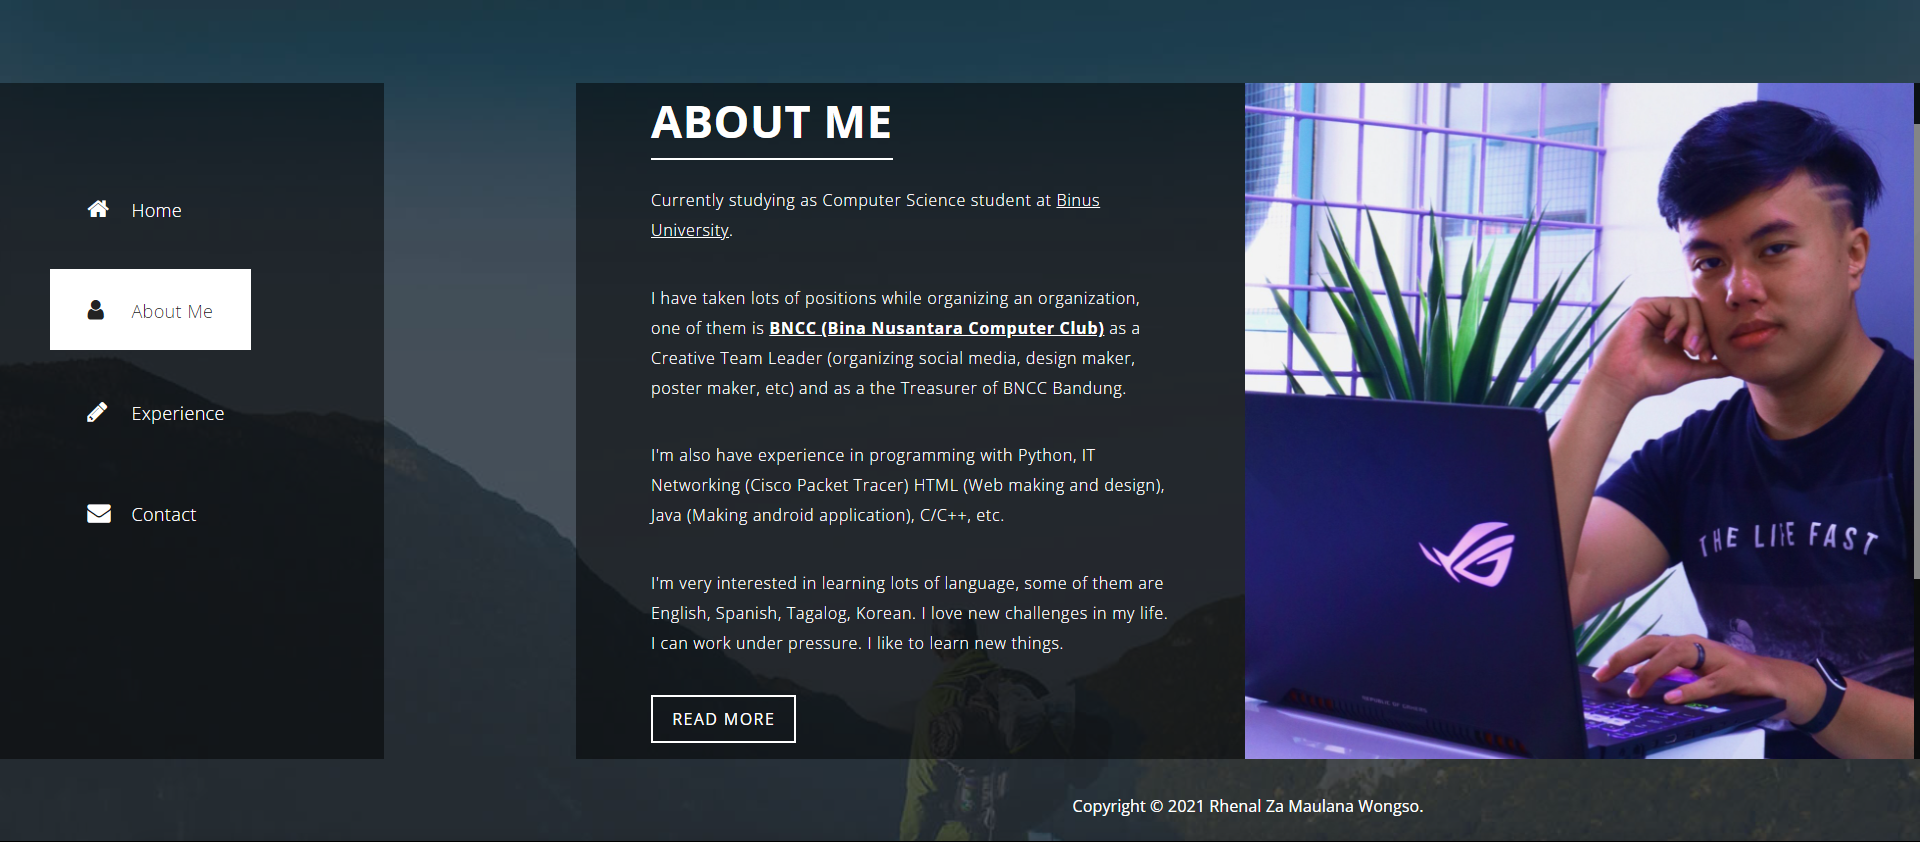 Home
About Me
Experience
Contact
ABOUT ME
Currently studying as Computer Science student at Binus
University.
I have taken lots of positions while organizing an organization,
one of them is BNCC (Bina Nusantara Computer Club) as a
Creative Team Leader (organizing social media, design maker,
poster maker, etc) and as a the Treasurer of BNCC Bandung.
I'm also have experience in programming with Python, IT
Networking (Cisco Packet Tracer) HTML (Web making and design),
Java (Making android application), C/C++, etc.
I'm very interested in learning lots of language, some of them are
English, Spanish, Tagalog, Korean. I love new challenges in my life.
I can work under pressure. I like to learn new things.
READ MORE
THE LIFE FAST
REPUBLIC OF GAMERS
Copyright © 2021 Rhenal Za Maulana Wongso.